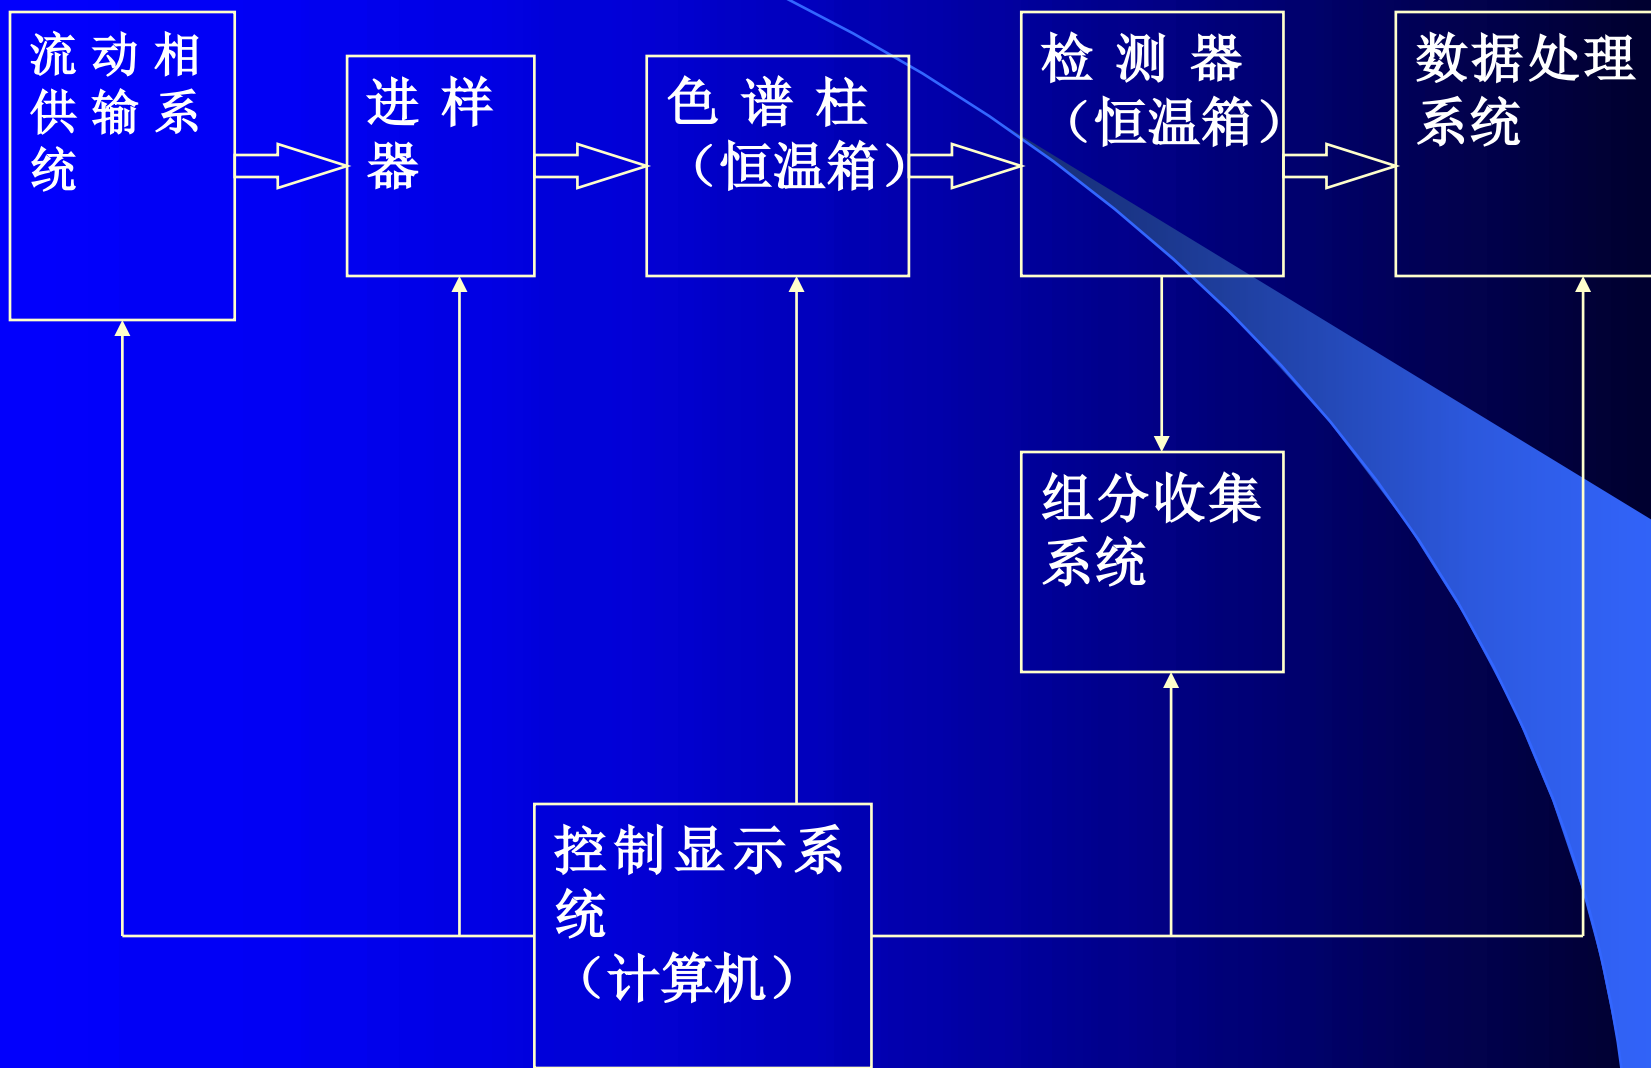 流动相
供输系
统
进样
器
色谱柱
（恒温箱）
检测器
（恒温箱）
数据处理
系统
组分收集
系统
控制显示系
统
（计算机）